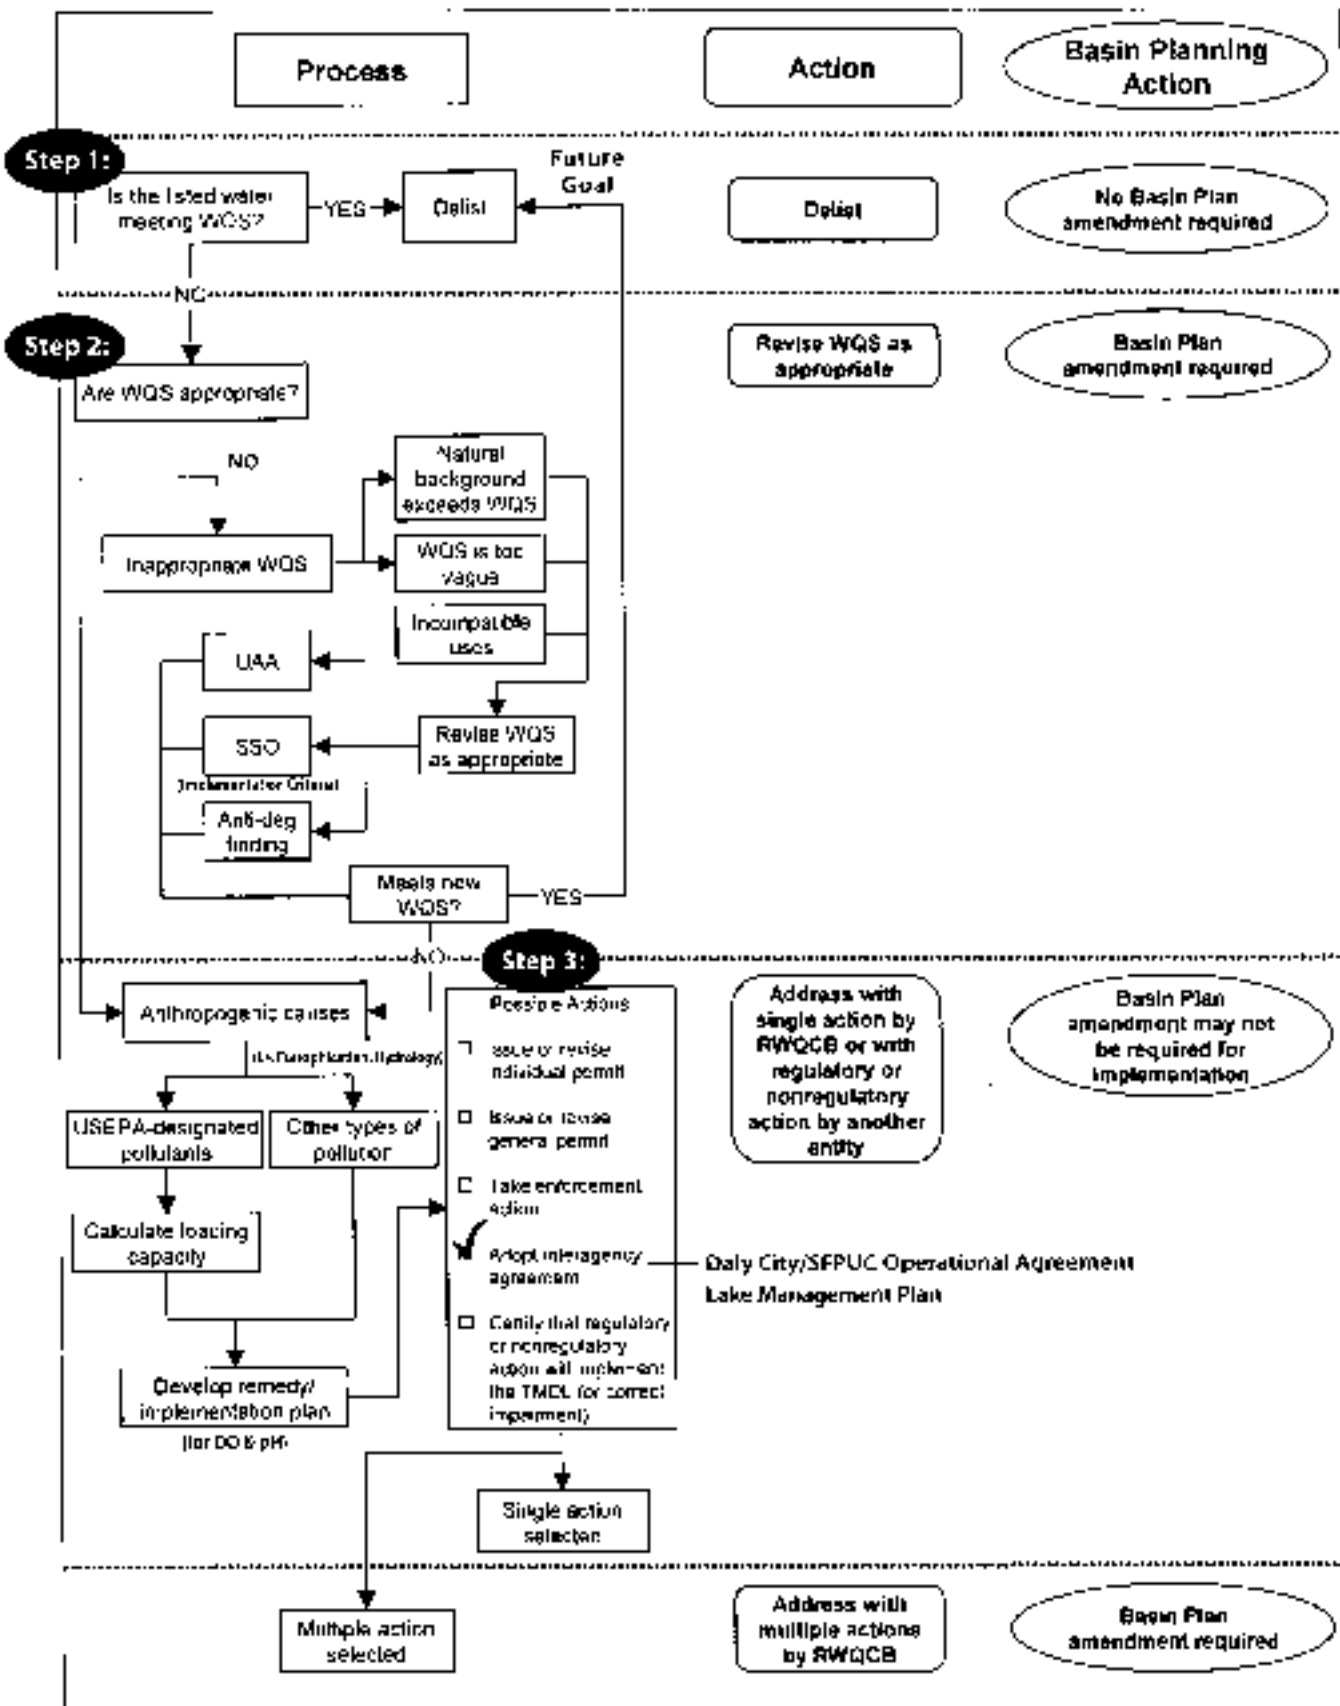 Process
Action
Basin Planning
Action
Step 1:
Is the listed water
meeting WQS?
YES
Delist
Future
Goal
Delist
No Basin Plan
amendment required
NO
Step 2:
Are WQS appropriate?
Revise WQS as
appropriate
Basin Plan
amendment required
NO
Inappropriate WQS
Natural
background
exceeds WQS
WQS is too
vague
Incompatible
uses
UAA
SSO
Revise WQS
as appropriate
Anti-deg
finding
Meets new
WQS?
YES
NO
Step 3:
Anthropogenic causes
USEPA-designated
pollutants
Other types of
pollution
Calculate loading
capacity
Develop remedy/
implementation plan
(for DO & pH)
Possible Actions
Issue or revise
individual permit
Issue or revise
general permit
Take enforcement
action
Adopt interagency
agreement
Certify that regulatory
or nonregulatory
action will implement
the TMDL (or correct
impairment)
Daly City/SFPUC Operational Agreement
Lake Management Plan
Address with
single action by
RWQCB or with
regulatory or
nonregulatory
action by another
entity
Basin Plan
amendment may not
be required for
implementation
Single action
selected
Multiple action
selected
Address with
multiple actions
by RWQCB
Basin Plan
amendment required